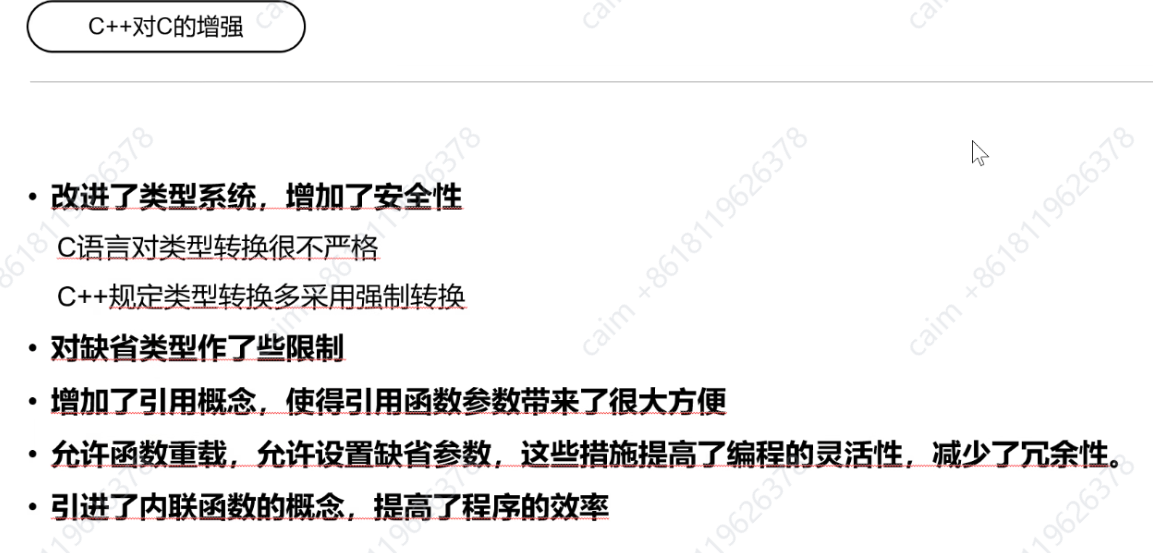 C++对C的增强
• 改进了类型系统，增加了安全性
C语言对类型转换很不严格
C++规定类型转换多采用强制转换
• 对缺省类型作了些限制
• 增加了引用概念，使得引用函数参数带来了很大方便
• 允许函数重载，允许设置缺省参数，这些措施提高了编程的灵活性，减少了冗余性。
• 引进了内联函数的概念，提高了程序的效率
caim +8618119626378
caim +8618119626378